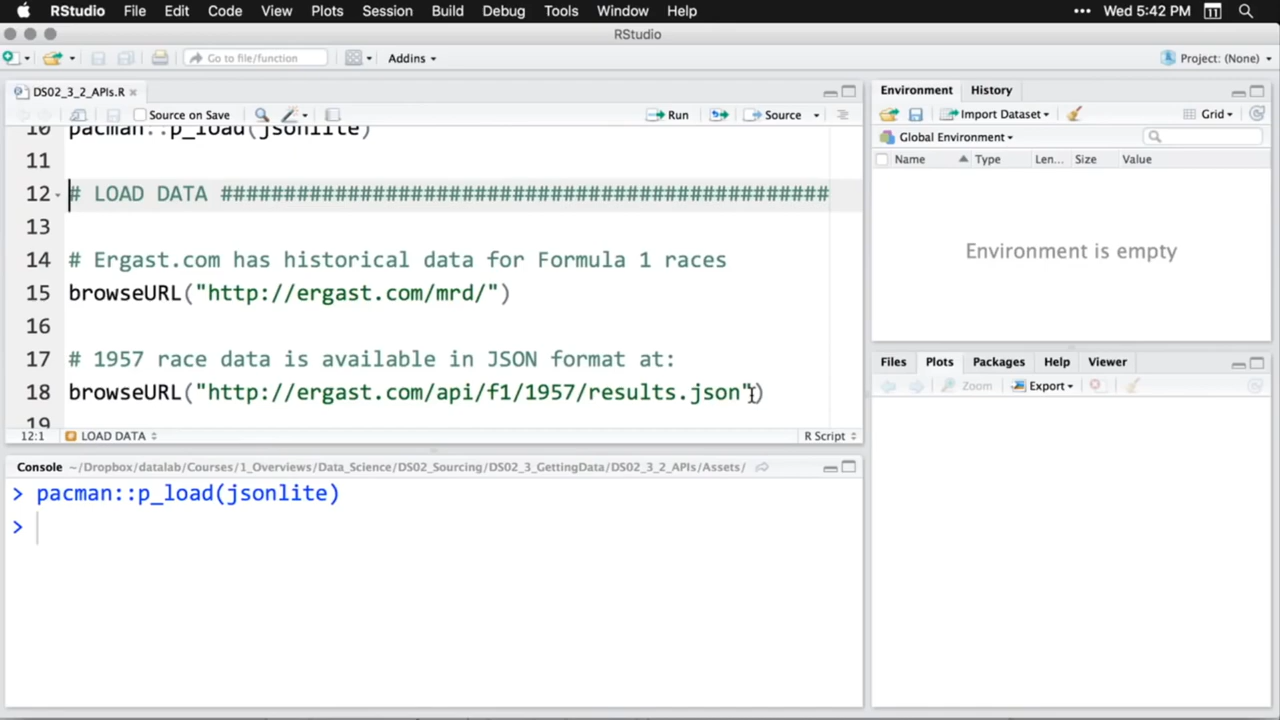 RStudio File Edit Code View Plots Session Build Debug Tools Window Help ••• Wed 5:42 PM 11
RStudio
Go to file/function Addins Project: (None)
DS02_3_2_APIs.R
Source on Save Run Source
10 pacman::p_load(jsonlite)
11
12 # LOAD DATA #################################################
13
14 # Ergast.com has historical data for Formula 1 races
15 browseURL("http://ergast.com/mrd/")
16
17 # 1957 race data is available in JSON format at:
18 browseURL("http://ergast.com/api/f1/1957/results.json")
19
12:1 LOAD DATA R Script
Console ~/Dropbox/datalab/Courses/1_Overviews/Data_Science/DS02_Sourcing/DS02_3_GettingData/DS02_3_2_APIs/Assets/
> pacman::p_load(jsonlite)
>
Environment History
Import Dataset Grid
Global Environment
Name Type Len... Size Value
Environment is empty
Files Plots Packages Help Viewer
Zoom Export